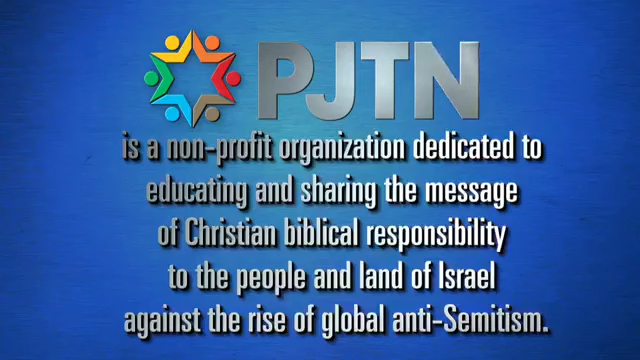 PJTN
is a non-profit organization dedicated to
educating and sharing the message
of Christian biblical responsibility
to the people and land of Israel
against the rise of global anti-Semitism.